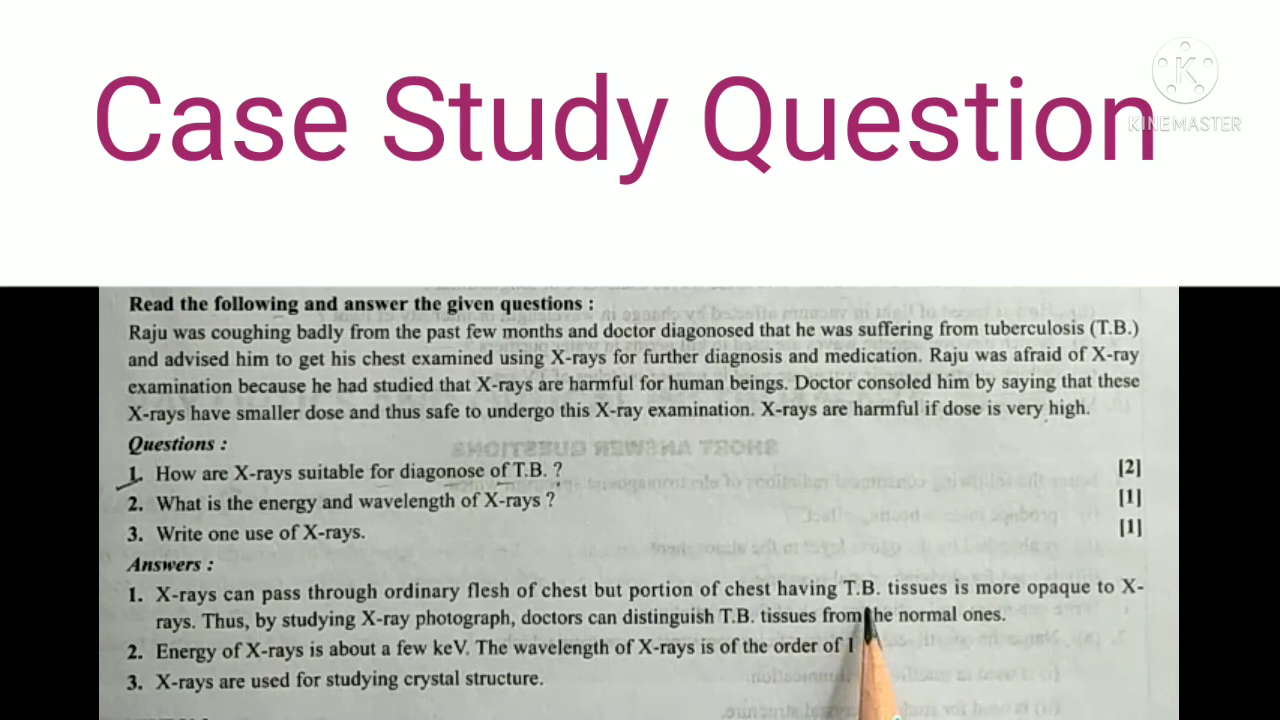 Case Study Question
KINEMASTER
Read the following and answer the given questions :
Raju was coughing badly from the past few months and doctor diagonosed that he was suffering from tuberculosis (T.B.)
and advised him to get his chest examined using X-rays for further diagnosis and medication. Raju was afraid of X-ray
examination because he had studied that X-rays are harmful for human beings. Doctor consoled him by saying that these
X-rays have smaller dose and thus safe to undergo this X-ray examination. X-rays are harmful if dose is very high.
Questions :
1. How are X-rays suitable for diagonose of T.B. ? [2]
2. What is the energy and wavelength of X-rays ? [1]
3. Write one use of X-rays. [1]
Answers :
1. X-rays can pass through ordinary flesh of chest but portion of chest having T.B. tissues is more opaque to X-
rays. Thus, by studying X-ray photograph, doctors can distinguish T.B. tissues from the normal ones.
2. Energy of X-rays is about a few keV. The wavelength of X-rays is of the order of
3. X-rays are used for studying crystal structure.